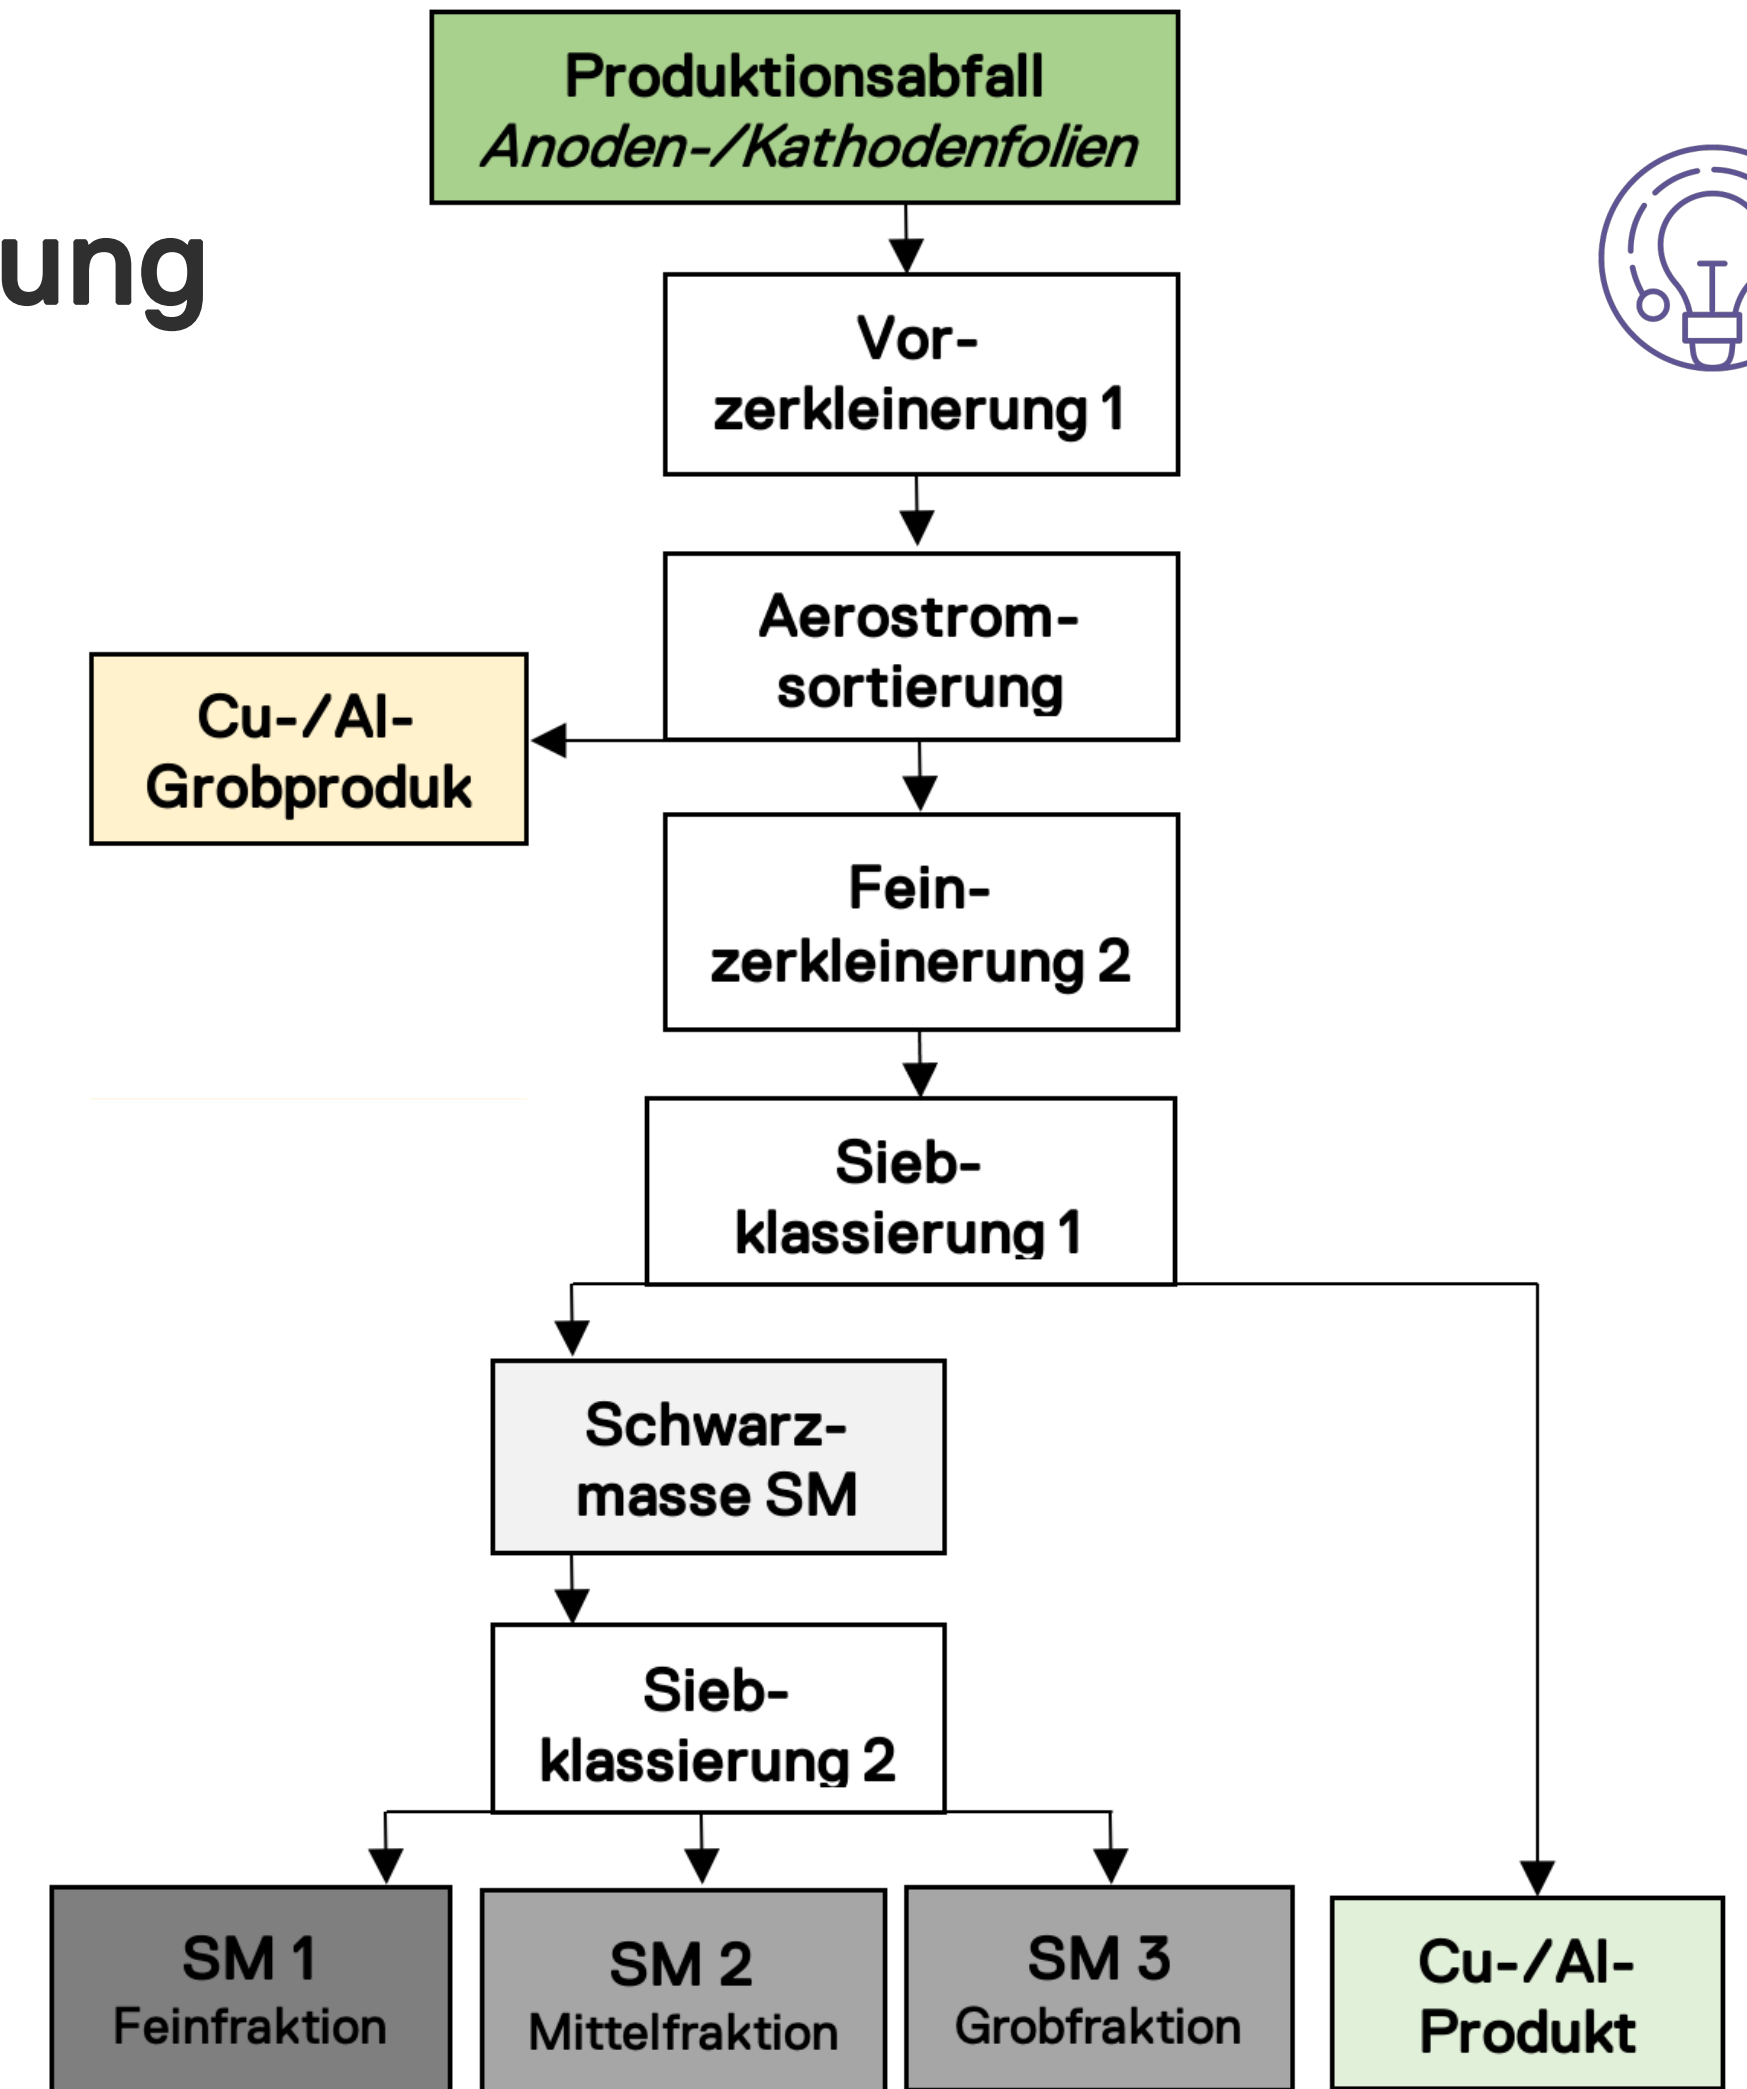 Produktionsabfall
Anoden-/Kathodenfolien
ung
Vor-
zerkleinerung 1
Aerostrom-
sortierung
Cu-/Al-
Grobproduk
Fein-
zerkleinerung 2
Sieb-
klassierung 1
Schwarz-
masse SM
Sieb-
klassierung 2
SM 1
Feinfraktion
SM 2
Mittelfraktion
SM 3
Grobfraktion
Cu-/Al-
Produkt